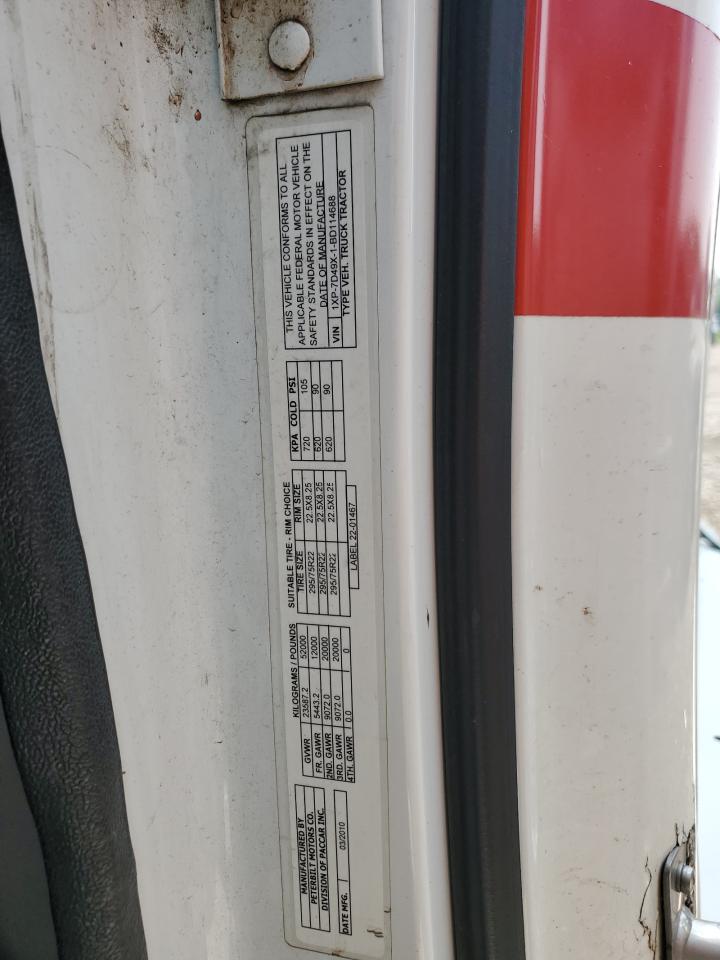 MANUFACTURED BY
PETERBILT MOTORS CO.
DIVISION OF PACCAR INC.
DATE MFG. 03/2010
KILOGRAMS / POUNDS
GVWR 23587.2 52000
FR. GAWR 5443.2 12000
2ND. GAWR 9072.0 20000
3RD. GAWR 9072.0 20000
4TH. GAWR 0.0 0
SUITABLE TIRE - RIM CHOICE
TIRE SIZE RIM SIZE
295/75R22 22.5X8.25
295/75R22 22.5X8.25
295/75R22 22.5X8.25
LABEL 22-01467
KPA COLD PSI
720 105
620 90
620 90
THIS VEHICLE CONFORMS TO ALL
APPLICABLE FEDERAL MOTOR VEHICLE
SAFETY STANDARDS IN EFFECT ON THE
DATE OF MANUFACTURE
VIN 1XP-7D49X-1-BD114688
TYPE VEH. TRUCK TRACTOR